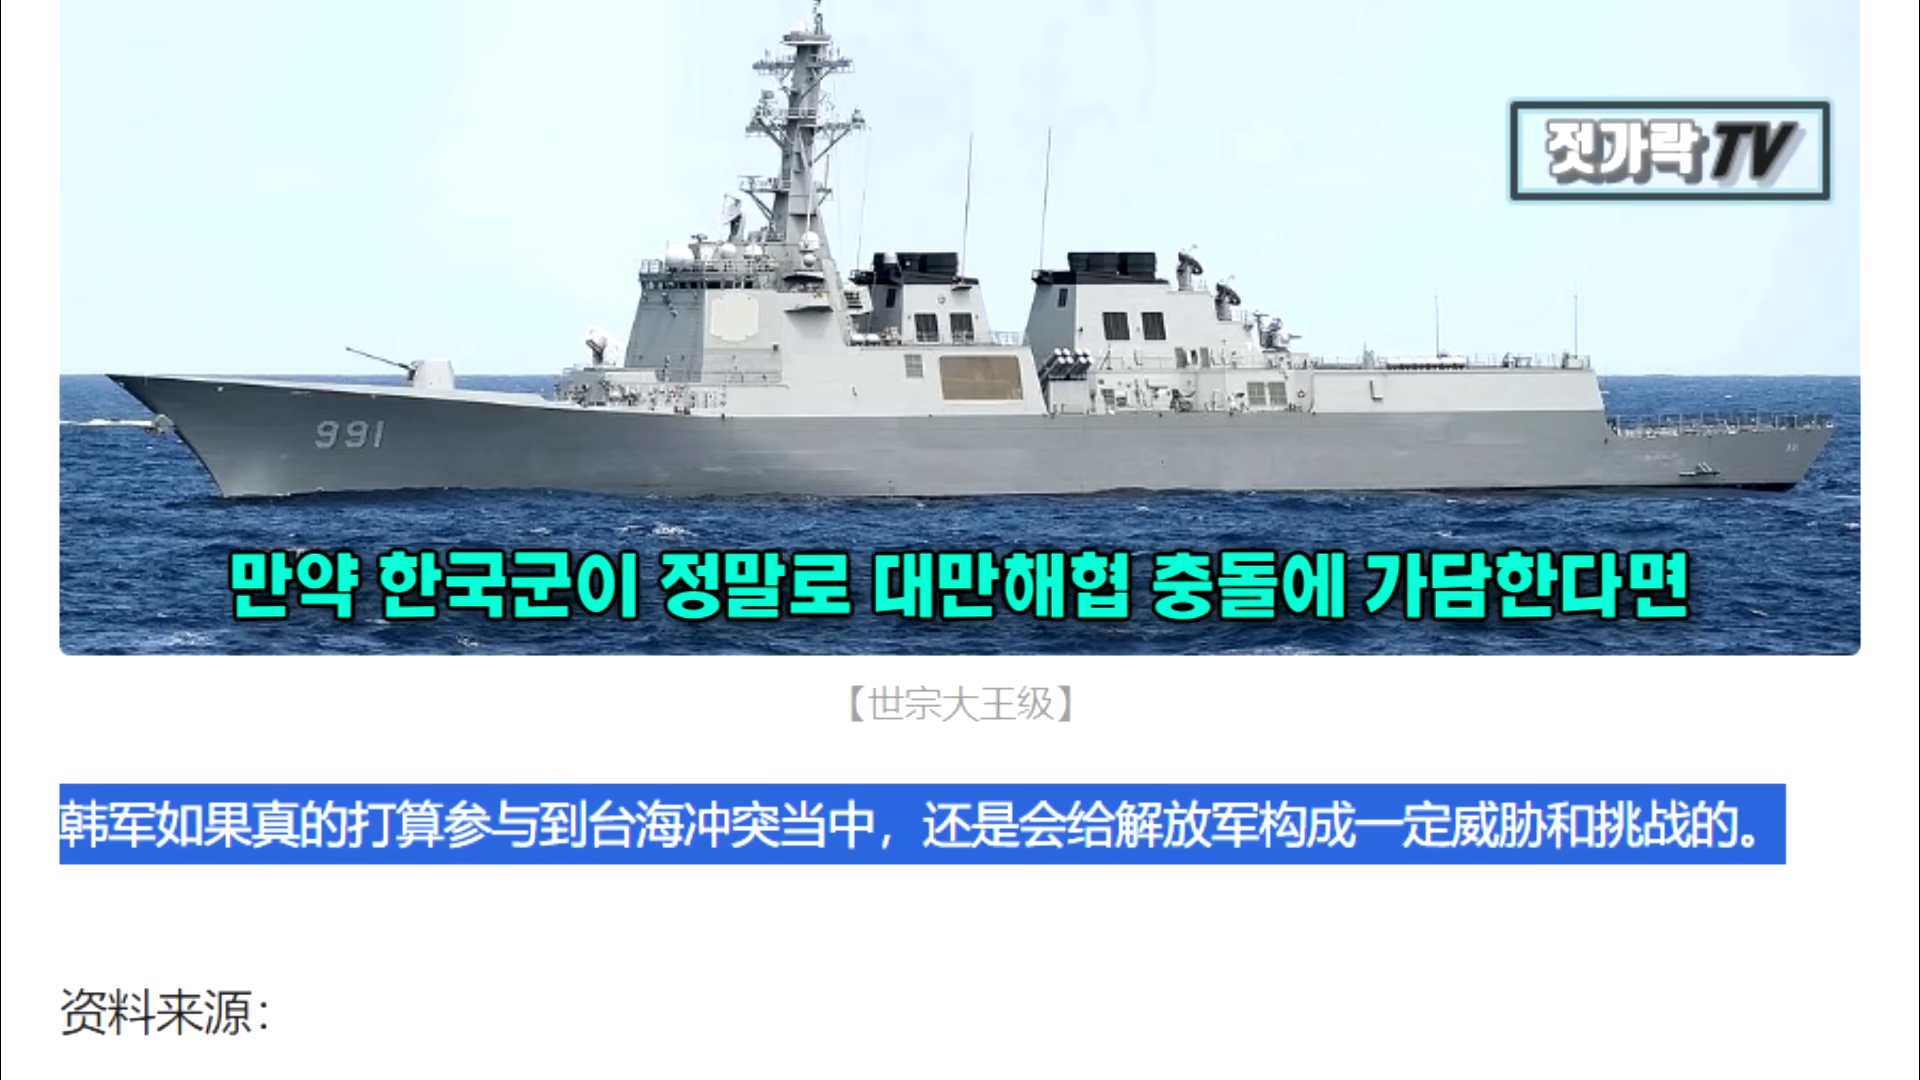 젓가락 TV
991
만약 한국군이 정말로 대만해협 충돌에 가담한다면
【世宗大王级】
韩军如果真的打算参与到台海冲突当中，还是会给解放军构成一定威胁和挑战的。
资料来源：